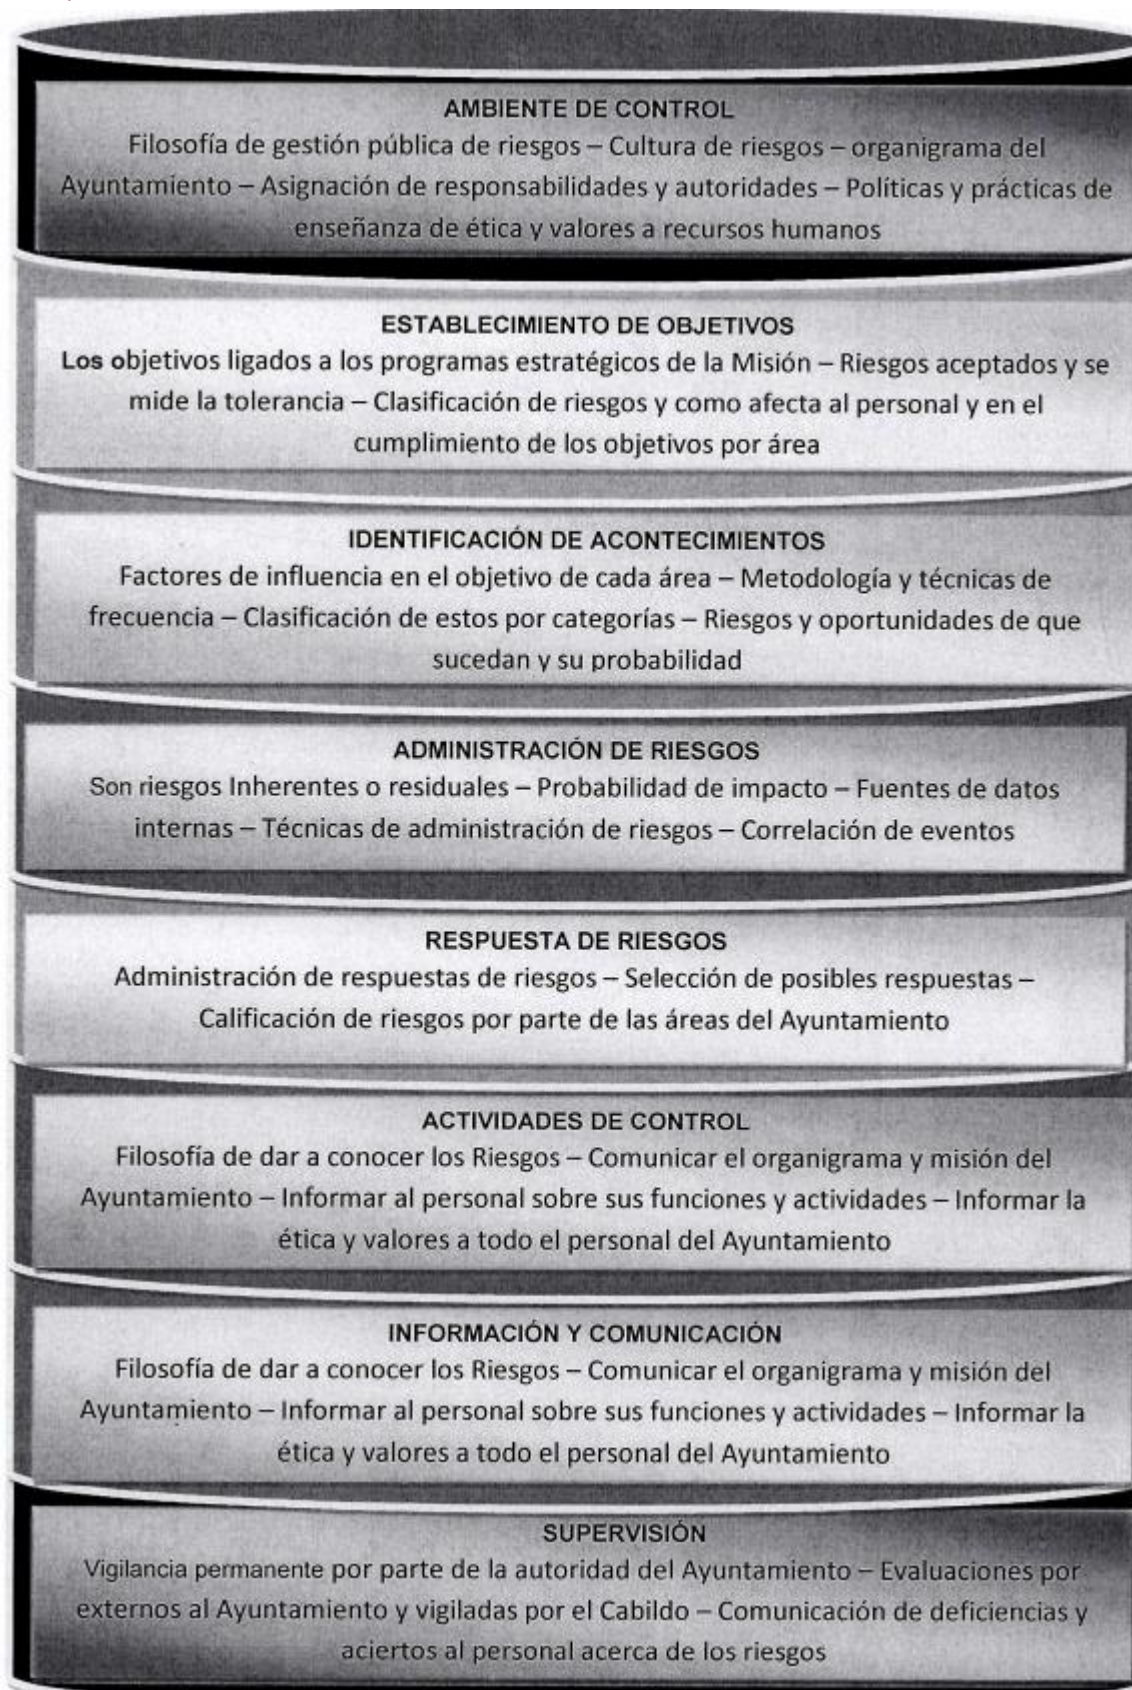 AMBIENTE DE CONTROL
Filosofía de gestión pública de riesgos – Cultura de riesgos – organigrama del
Ayuntamiento – Asignación de responsabilidades y autoridades – Políticas y prácticas de
enseñanza de ética y valores a recursos humanos
ESTABLECIMIENTO DE OBJETIVOS
Los objetivos ligados a los programas estratégicos de la Misión – Riesgos aceptados y se
mide la tolerancia – Clasificación de riesgos y como afecta al personal y en el
cumplimiento de los objetivos por área
IDENTIFICACIÓN DE ACONTECIMIENTOS
Factores de influencia en el objetivo de cada área – Metodología y técnicas de
frecuencia – Clasificación de estos por categorías – Riesgos y oportunidades de que
sucedan y su probabilidad
ADMINISTRACIÓN DE RIESGOS
Son riesgos Inherentes o residuales – Probabilidad de impacto – Fuentes de datos
internas – Técnicas de administración de riesgos – Correlación de eventos
RESPUESTA DE RIESGOS
Administración de respuestas de riesgos – Selección de posibles respuestas –
Calificación de riesgos por parte de las áreas del Ayuntamiento
ACTIVIDADES DE CONTROL
Filosofía de dar a conocer los Riesgos – Comunicar el organigrama y misión del
Ayuntamiento – Informar al personal sobre sus funciones y actividades – Informar la
ética y valores a todo el personal del Ayuntamiento
INFORMACIÓN Y COMUNICACIÓN
Filosofía de dar a conocer los Riesgos – Comunicar el organigrama y misión del
Ayuntamiento – Informar al personal sobre sus funciones y actividades – Informar la
ética y valores a todo el personal del Ayuntamiento
SUPERVISIÓN
Vigilancia permanente por parte de la autoridad del Ayuntamiento – Evaluaciones por
externos al Ayuntamiento y vigiladas por el Cabildo – Comunicación de deficiencias y
aciertos al personal acerca de los riesgos